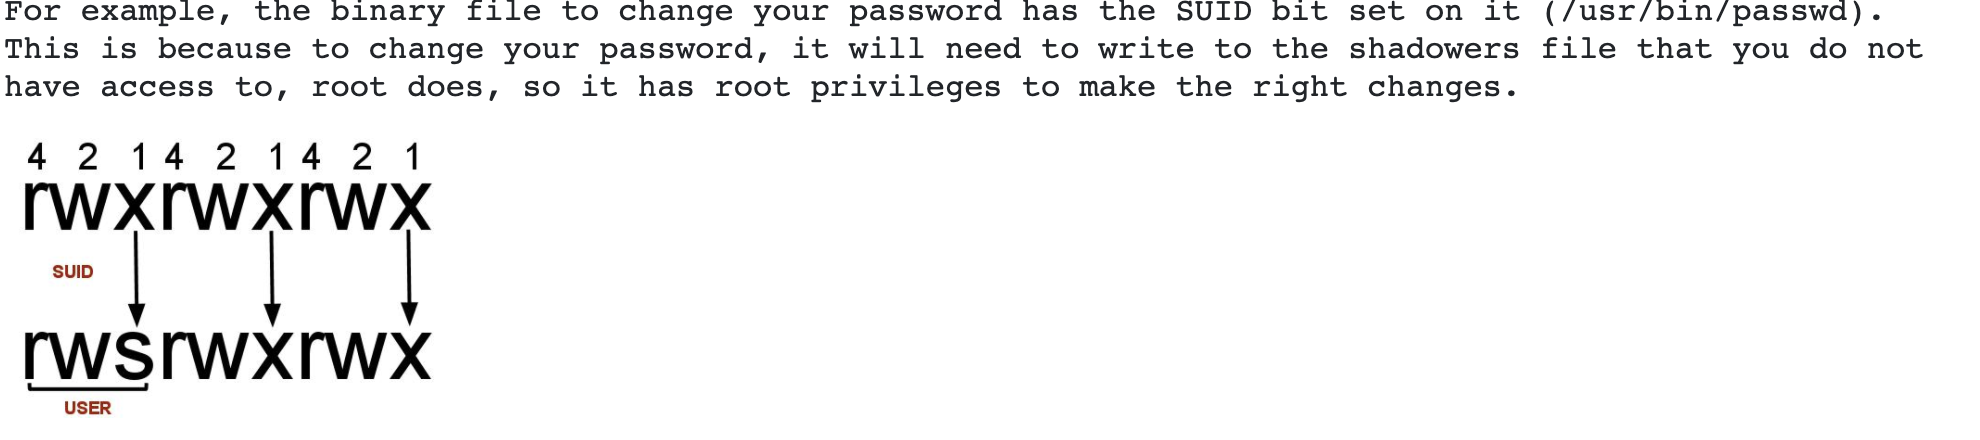 For example, the binary file to change your password has the SUID bit set on it (/usr/bin/passwd).
This is because to change your password, it will need to write to the shadowers file that you do not
have access to, root does, so it has root privileges to make the right changes.
4 2 1 4 2 1 4 2 1
rwxrwxrwx
SUID
rwsrwxrwx
USER